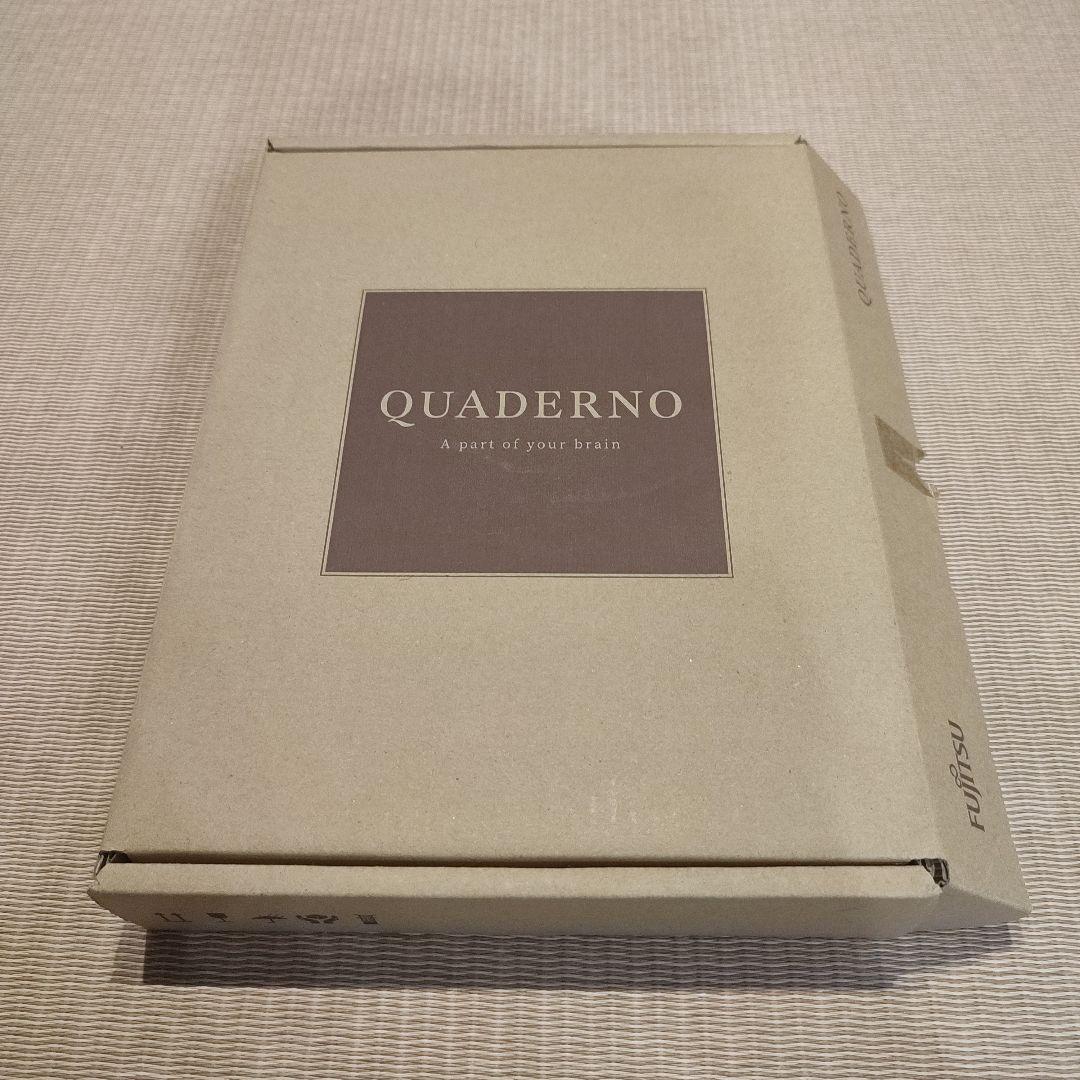 QUADERNO
A part of your brain
QUADERNO
FUJITSU